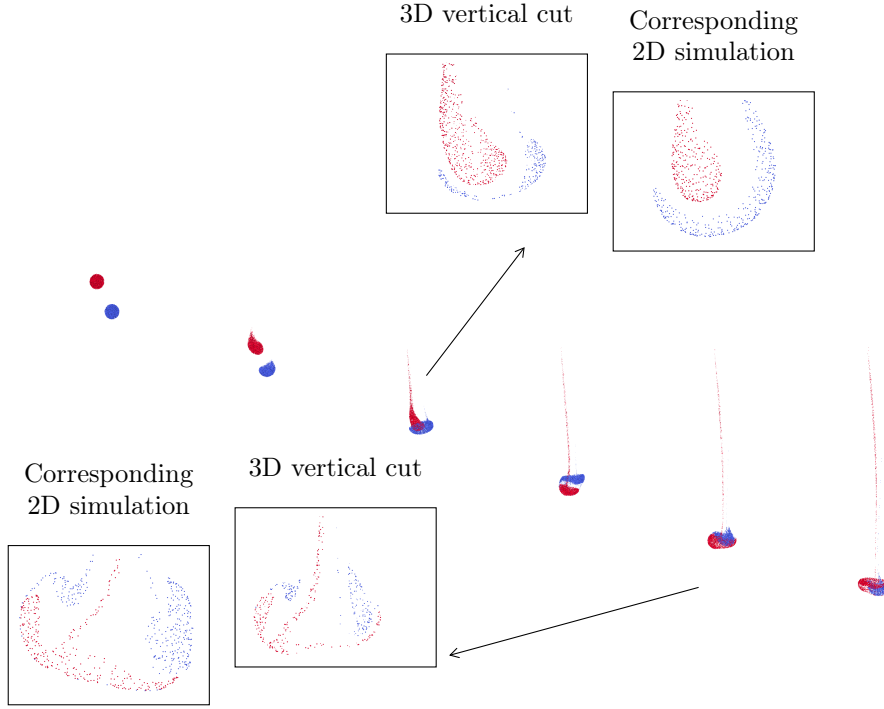 3D vertical cut
Corresponding
2D simulation
Corresponding
2D simulation
3D vertical cut